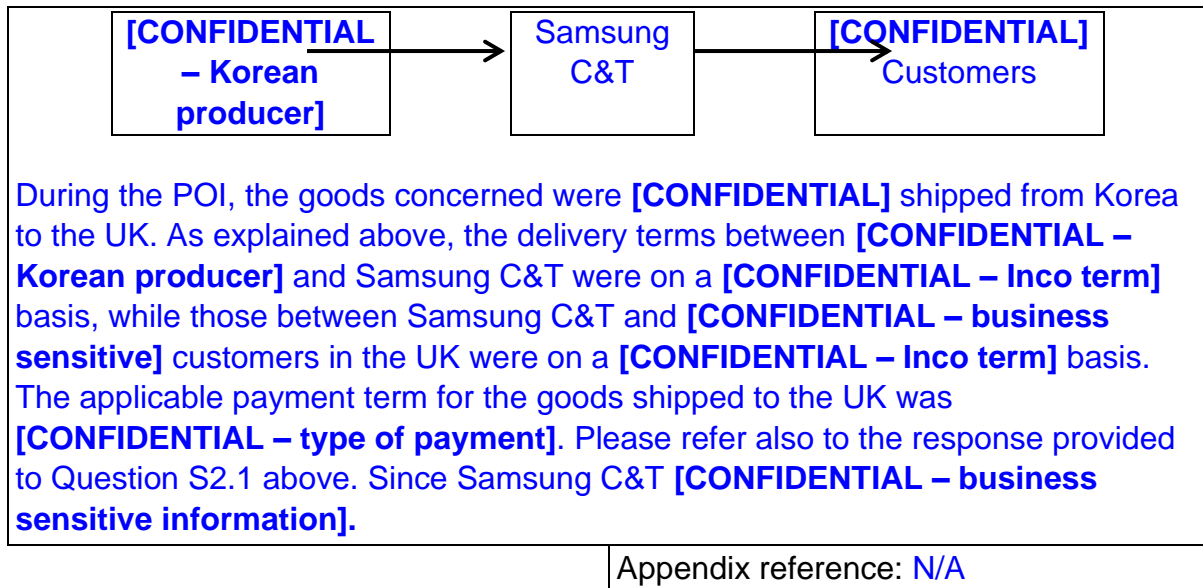 [CONFIDENTIAL
– Korean
producer]
Samsung
C&T
[CONFIDENTIAL]
Customers
During the POI, the goods concerned were [CONFIDENTIAL] shipped from Korea
to the UK. As explained above, the delivery terms between [CONFIDENTIAL –
Korean producer] and Samsung C&T were on a [CONFIDENTIAL – Inco term]
basis, while those between Samsung C&T and [CONFIDENTIAL – business
sensitive] customers in the UK were on a [CONFIDENTIAL – Inco term] basis.
The applicable payment term for the goods shipped to the UK was
[CONFIDENTIAL – type of payment]. Please refer also to the response provided
to Question S2.1 above. Since Samsung C&T [CONFIDENTIAL – business
sensitive information].
Appendix reference: N/A